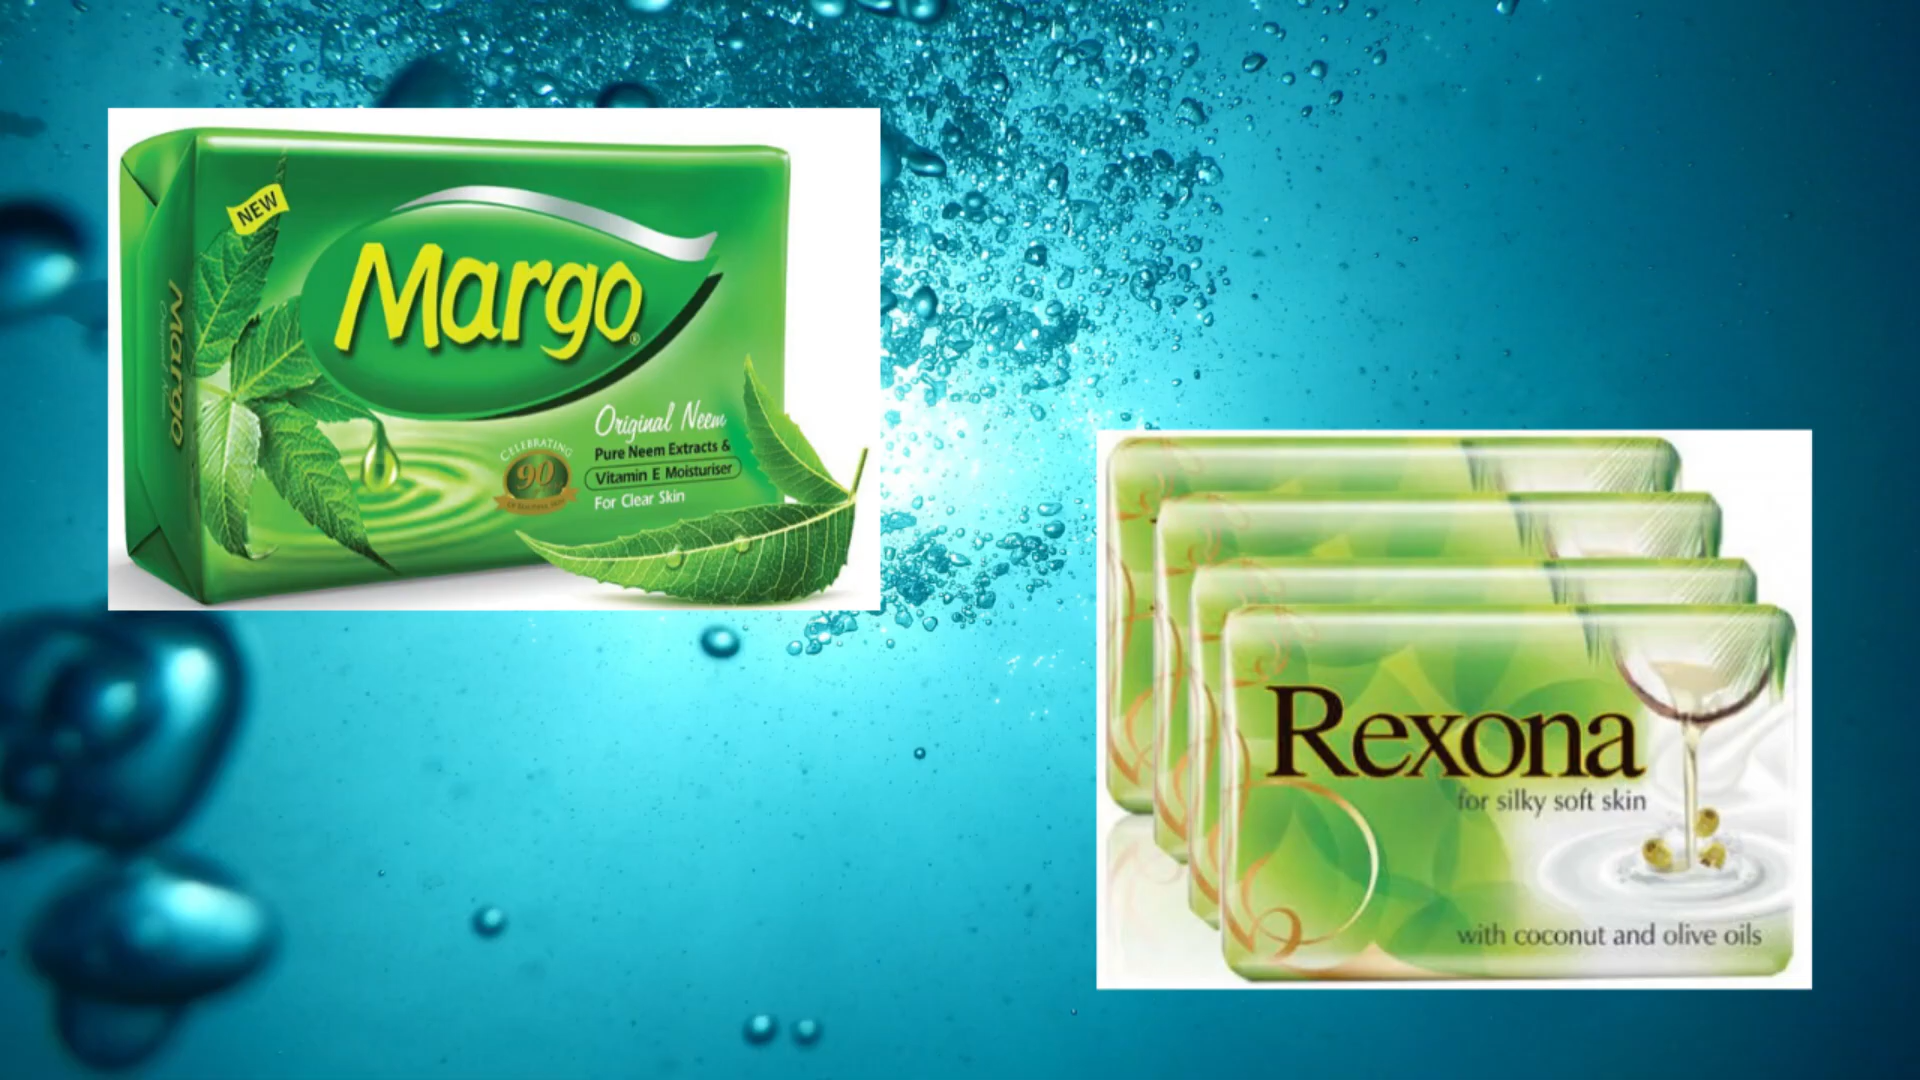 NEW
Margo
Margo
Original Neem
Pure Neem Extracts &
Vitamin E Moisturiser
For Clear Skin
CELEBRATING
90
Rexona
for silky soft skin
with coconut and olive oils